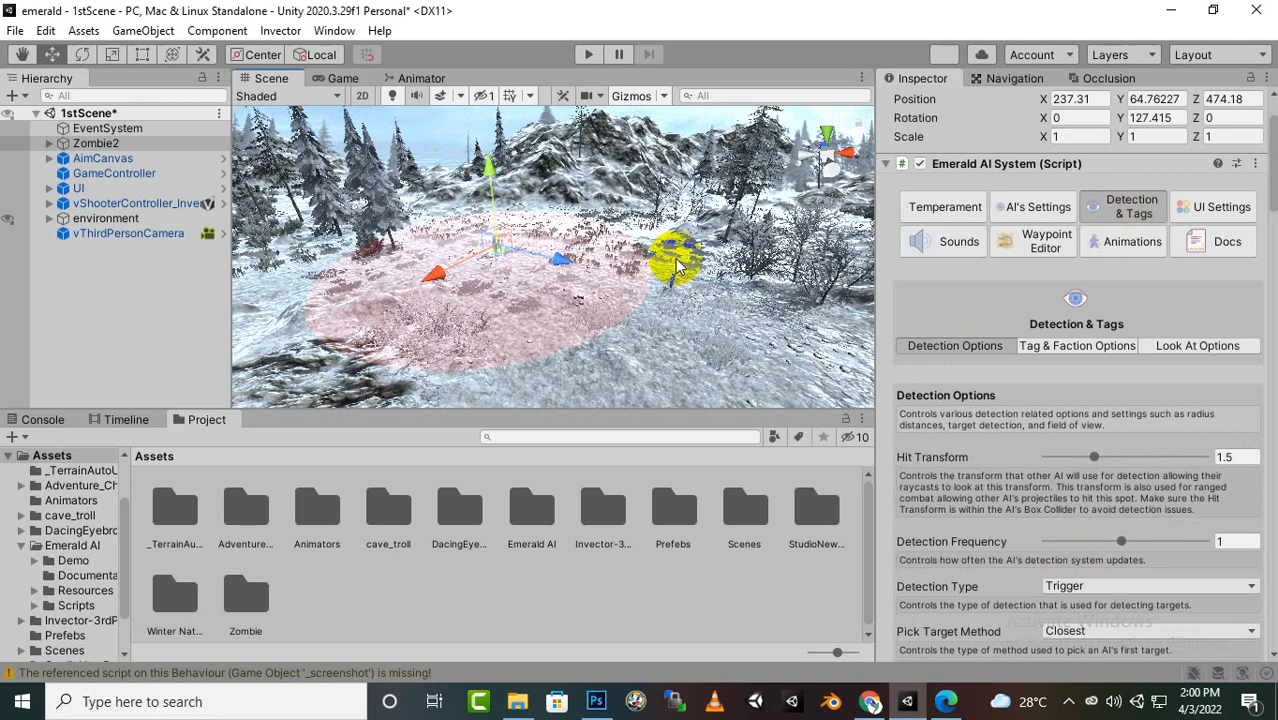 emerald - 1stScene - PC, Mac & Linux Standalone - Unity 2020.3.29f1 Personal* <DX11>
File Edit Assets GameObject Component Invector Window Help
Center Local Account Layers Layout
Hierarchy Scene Game Animator Inspector Navigation Occlusion
All Shaded 2D 1 Gizmos All
Position X 237.31 Y 64.76227 Z 474.18
Rotation X 0 Y 127.415 Z 0
Scale X 1 Y 1 Z 1
1stScene*
EventSystem
Zombie2
AimCanvas
GameController
UI
vShooterController_Inve
environment
vThirdPersonCamera
Emerald AI System (Script)
Temperament AI's Settings Detection & Tags UI Settings
Sounds Waypoint Editor Animations Docs
Detection & Tags
Detection Options Tag & Faction Options Look At Options
Detection Options
Controls various detection related options and settings such as radius
distances, target detection, and field of view.
Hit Transform 1.5
Controls the transform that other AI will use for detection allowing their
raycasts to look at this transform. This transform is also used for ranged
combat allowing other AI's projectiles to hit this spot. Make sure the Hit
Transform is within the AI's Box Collider to avoid detection issues.
Detection Frequency 1
Controls how often the AI's detection system updates.
Detection Type Trigger
Controls the type of detection that is used for detecting targets.
Activate Windows
Pick Target Method Closest
Controls the type of method used to pick an AI's first target.
Console Timeline Project
10
Assets
_TerrainAutoU
Adventure_Ch
Animators
cave_troll
DacingEyebro
Emerald AI
Demo
Documenta
Resources
Scripts
Invector-3rdP
Prefebs
Scenes
Assets
_TerrainAu... Adventure... Animators cave_troll DacingEye... Emerald AI Invector-3... Prefebs Scenes StudioNew...
Winter Nat... Zombie
The referenced script on this Behaviour (Game Object '_screenshot') is missing!
Type here to search
28°C
2:00 PM
4/3/2022
1